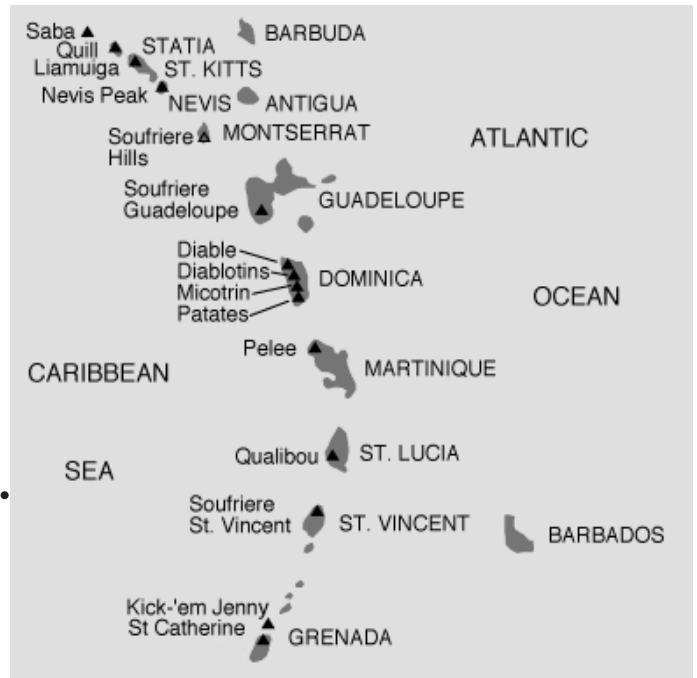 Saba
BARBUDA
Quill
STATIA
Liamuiga
ST. KITTS
Nevis Peak
NEVIS
ANTIGUA
Soufriere
Hills
MONTSERRAT
ATLANTIC
Soufriere
Guadeloupe
GUADELOUPE
Diable
Diablotins
Micotrin
Patates
DOMINICA
OCEAN
Pelee
CARIBBEAN
MARTINIQUE
Qualibou
ST. LUCIA
SEA
Soufriere
St. Vincent
ST. VINCENT
BARBADOS
Kick-'em Jenny
St Catherine
GRENADA